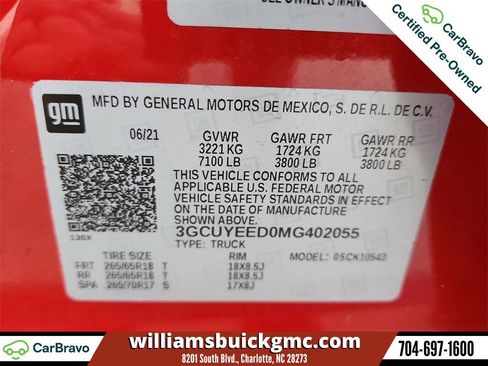 SEE OWNER'S MANUAL
CarBravo
Certified Pre-Owned
gm
MFD BY GENERAL MOTORS DE MEXICO, S. DE R.L. DE C.V.
06/21 GVWR GAWR FRT GAWR RR
3221 KG 1724 KG 1724 KG
7100 LB 3800 LB 3800 LB
THIS VEHICLE CONFORMS TO ALL
APPLICABLE U.S. FEDERAL MOTOR
VEHICLE SAFETY STANDARDS IN EFFECT
ON THE DATE OF MANUFACTURE
SHOWN ABOVE.
3GCUYEED0MG402055
130X
TYPE: TRUCK
TIRE SIZE RIM MODEL: 05CK10543
FRT 265/65R18 T 18X8.5J
RR 265/65R18 T 18X8.5J
SPA 265/70R17 S 17X8J
CarBravo
williamsbuickgmc.com
8201 South Blvd., Charlotte, NC 28273
704-697-1600